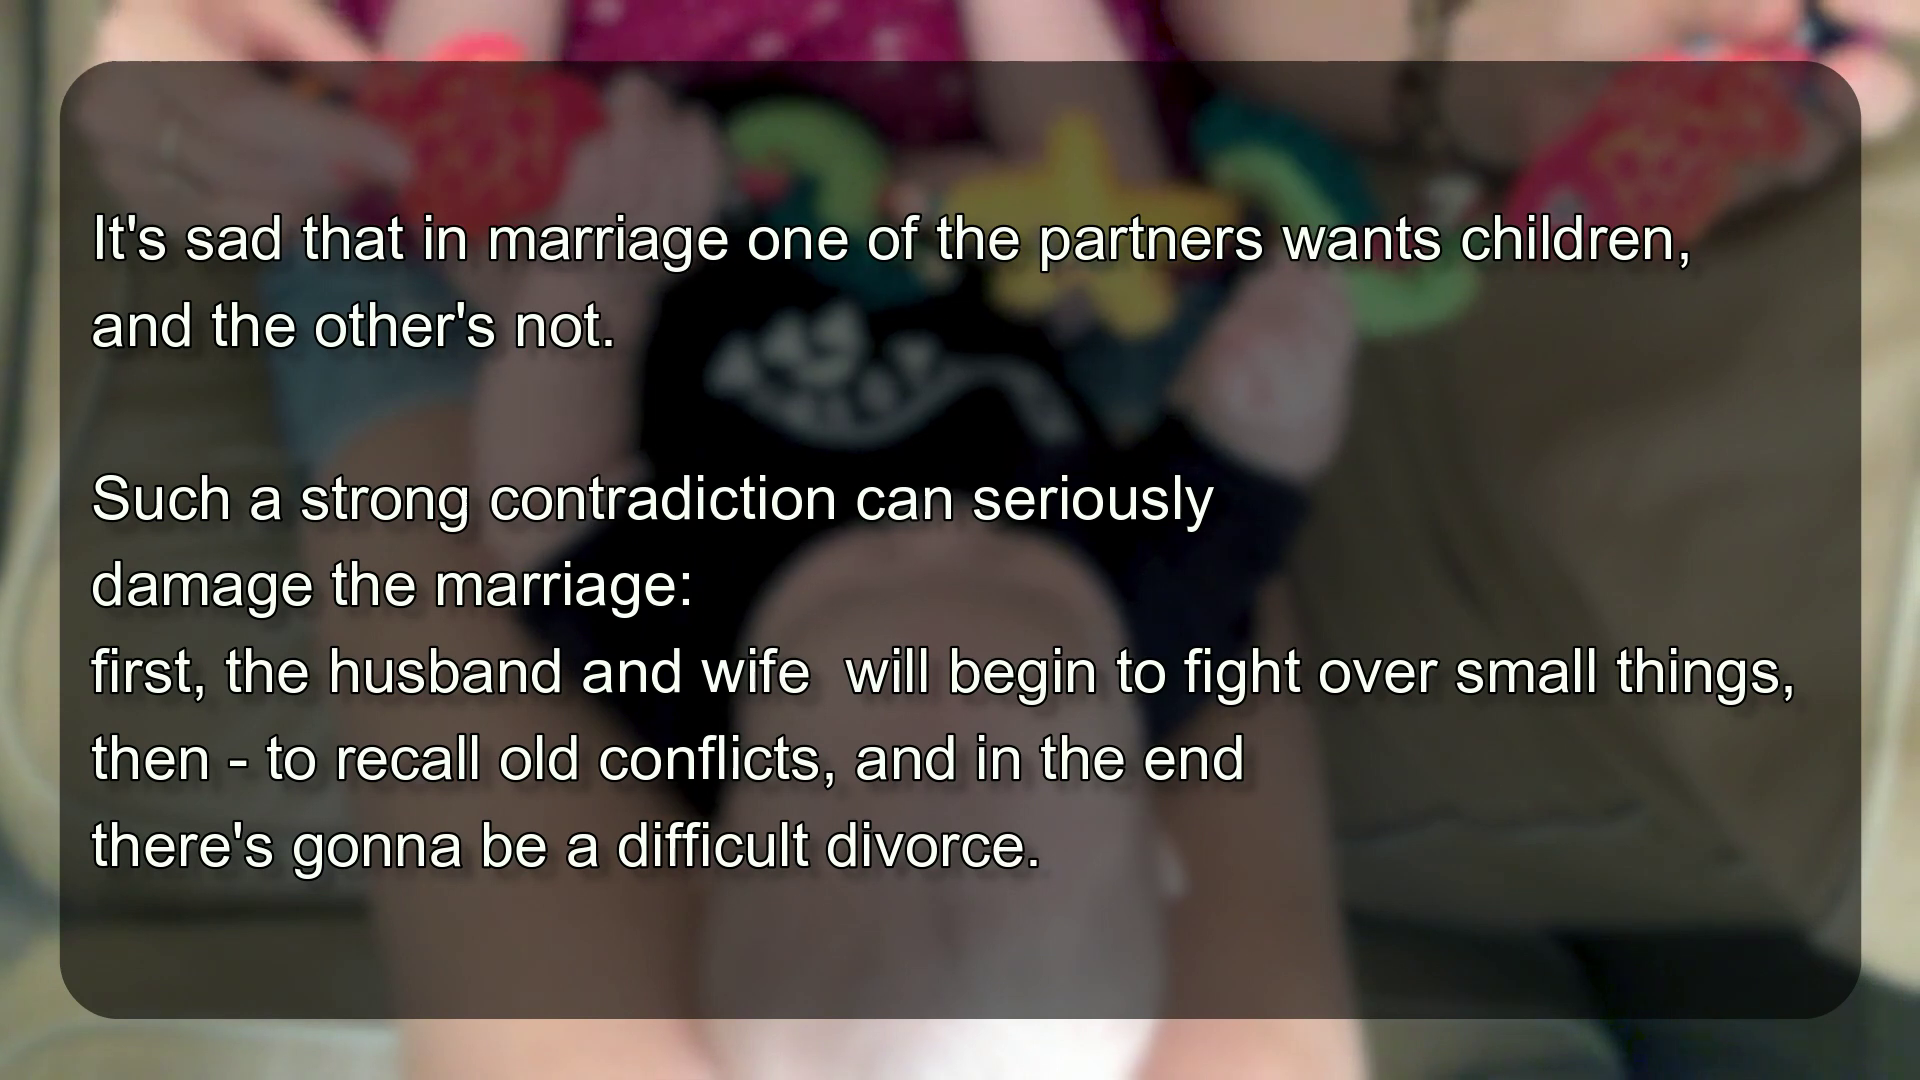 It's sad that in marriage one of the partners wants children,
and the other's not.
Such a strong contradiction can seriously
damage the marriage:
first, the husband and wife  will begin to fight over small things,
then - to recall old conflicts, and in the end
there's gonna be a difficult divorce.